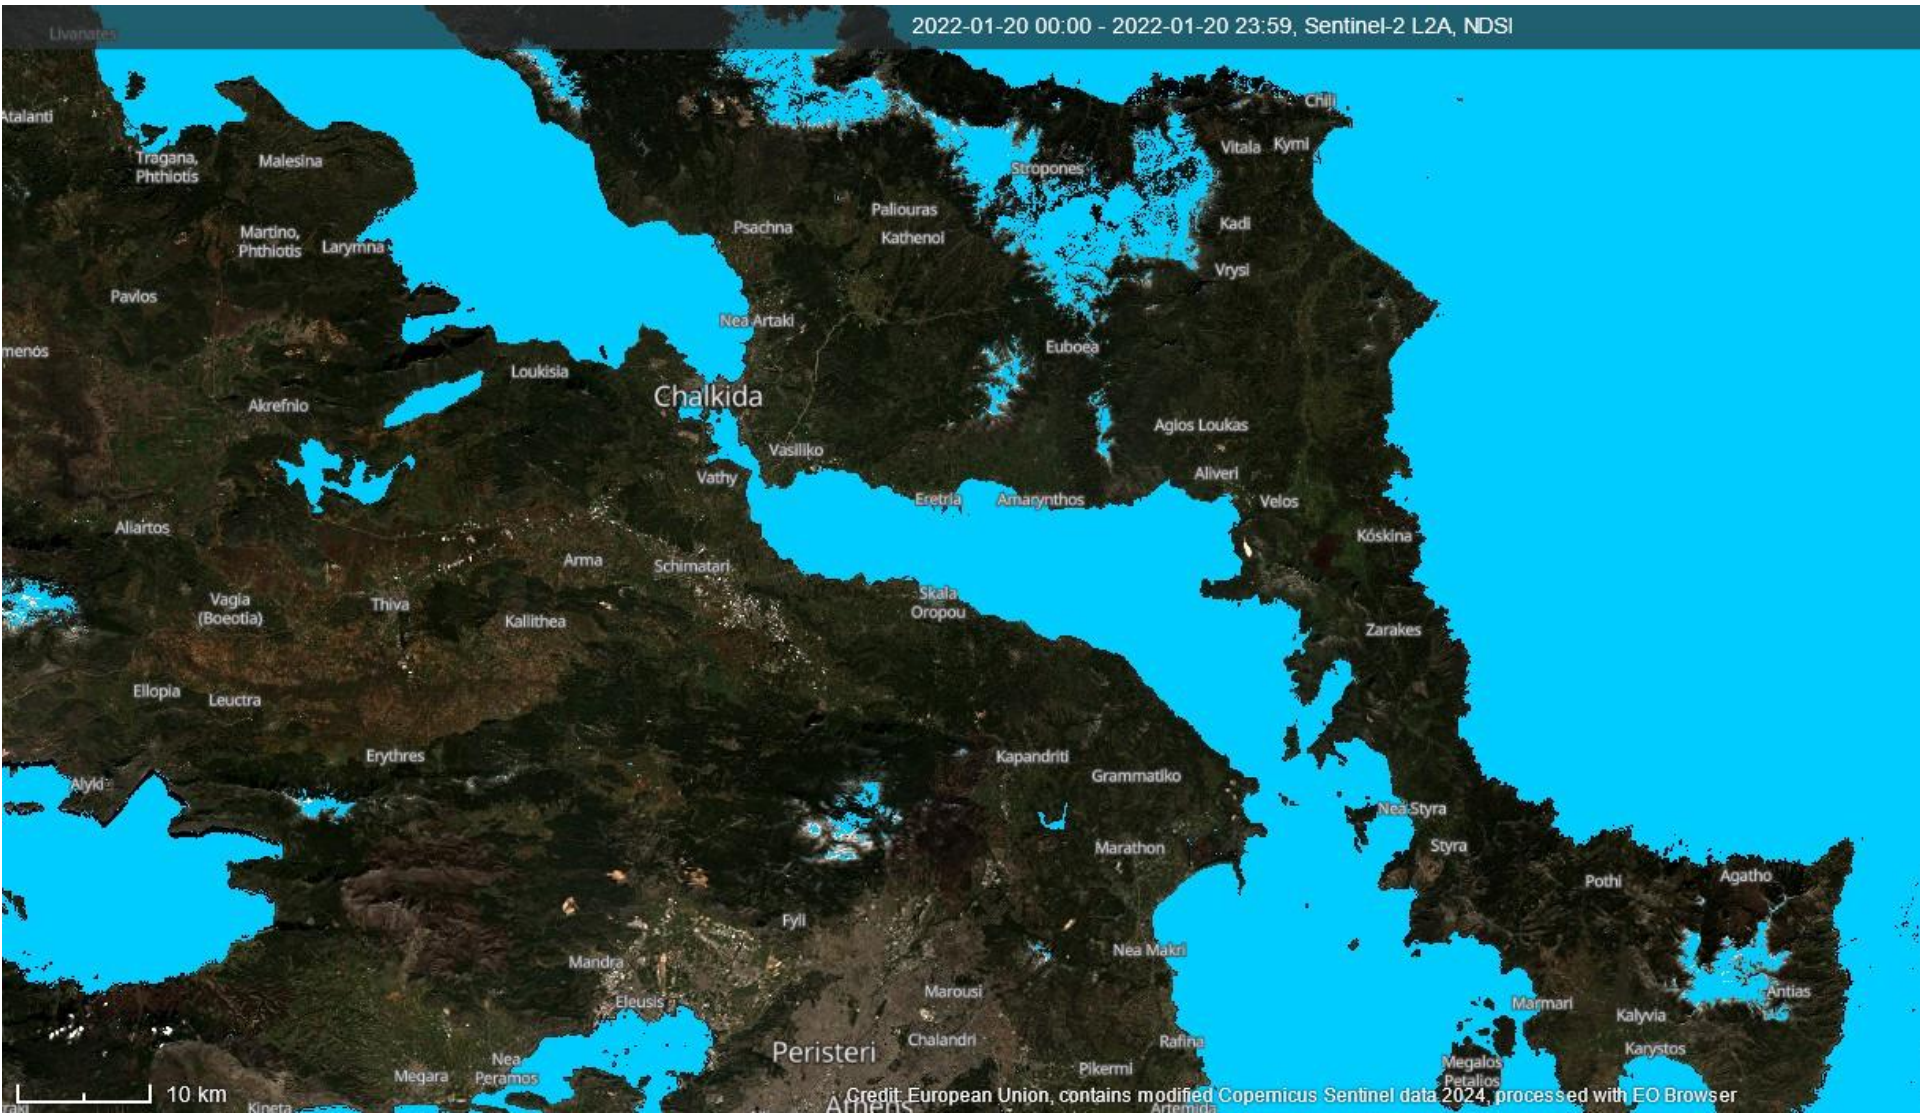 2022-01-20 00:00 - 2022-01-20 23:59, Sentinel-2 L2A, NDSI
Livanates
Chili
Atalanti
Tragana,
Phthiotis
Malesina
Vitala
Kymi
Stropones
Paliouras
Kathenoi
Psachna
Kadi
Martino,
Phthiotis
Larymna
Vrysi
Pavlos
Nea Artaki
menós
Euboea
Loukisia
Chalkida
Akrefnio
Agios Loukas
Vasiliko
Vathy
Aliveri
Eretria
Amarynthos
Velos
Aliartos
Kóskina
Arma
Schimatari
Vagia
(Boeotia)
Thiva
Kallithea
Skala
Oropou
Zarakes
Ellopia
Leuctra
Erythres
Kapandriti
Grammatiko
Alyki
Nea Styra
Marathon
Styra
Pothi
Agatho
Fyli
Nea Makri
Mandra
Marousi
Antias
Eleusis
Marmari
Kalyvia
Peristeri
Chalandri
Rafina
Karystos
Nea
Peramos
Megara
Pikermi
Megalos
Petalios
10 km
Credit: European Union, contains modified Copernicus Sentinel data 2024, processed with EO Browser
Kineta
Athens
Artemida